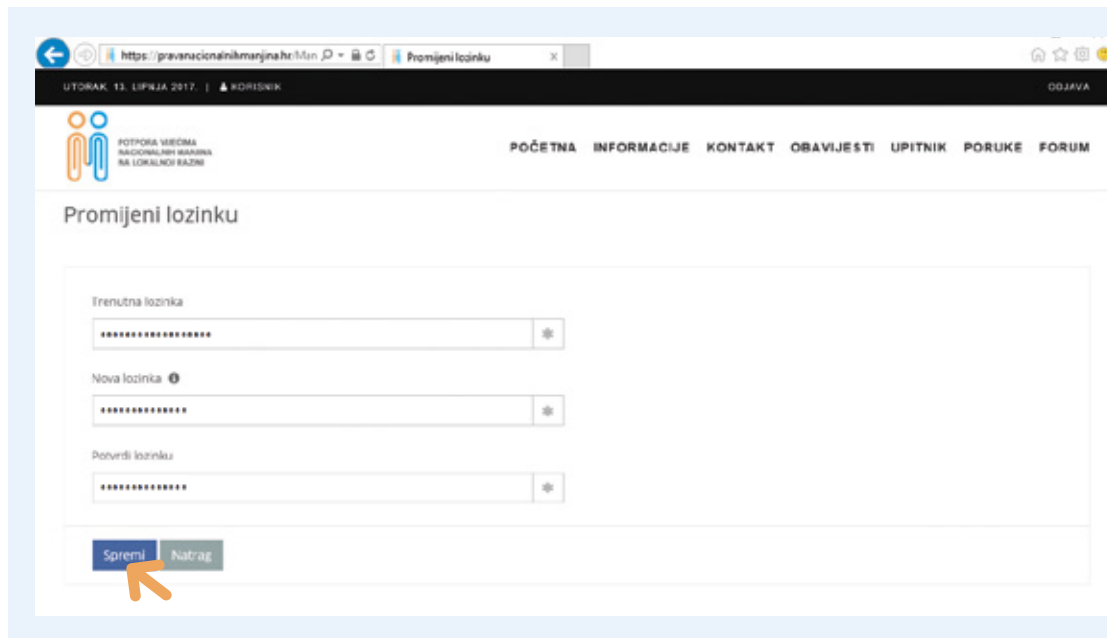 https://pravanacionalnihmanjina.hr/Man
Promijeni lozinku
UTORAK, 13. LIPNJA 2017. | KORISNIK
ODJAVA
POTPORA VIJEĆIMA
NACIONALNIH MANJINA
NA LOKALNOJ RAZINI
POČETNA INFORMACIJE KONTAKT OBAVIJESTI UPITNIK PORUKE FORUM
Promijeni lozinku
Trenutna lozinka
Nova lozinka
Potvrdi lozinku
Spremi Natrag